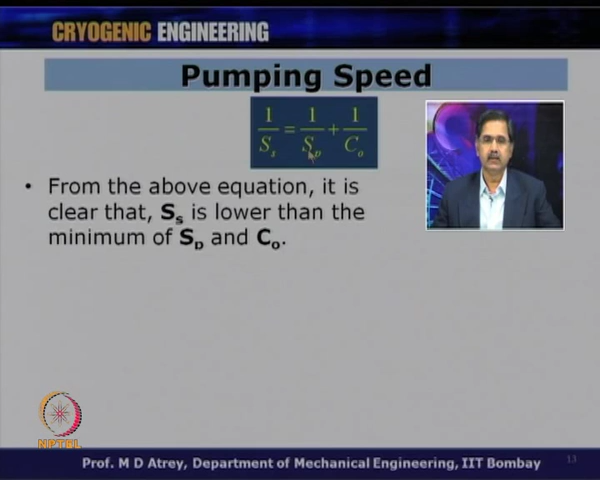 CRYOGENIC ENGINEERING
Pumping Speed
1/Sₛ = 1/Sₚ + 1/Cₒ
• From the above equation, it is
clear that, Sₛ is lower than the
minimum of Sₚ and Cₒ.
NPTEL
Prof. M D Atrey, Department of Mechanical Engineering, IIT Bombay
13